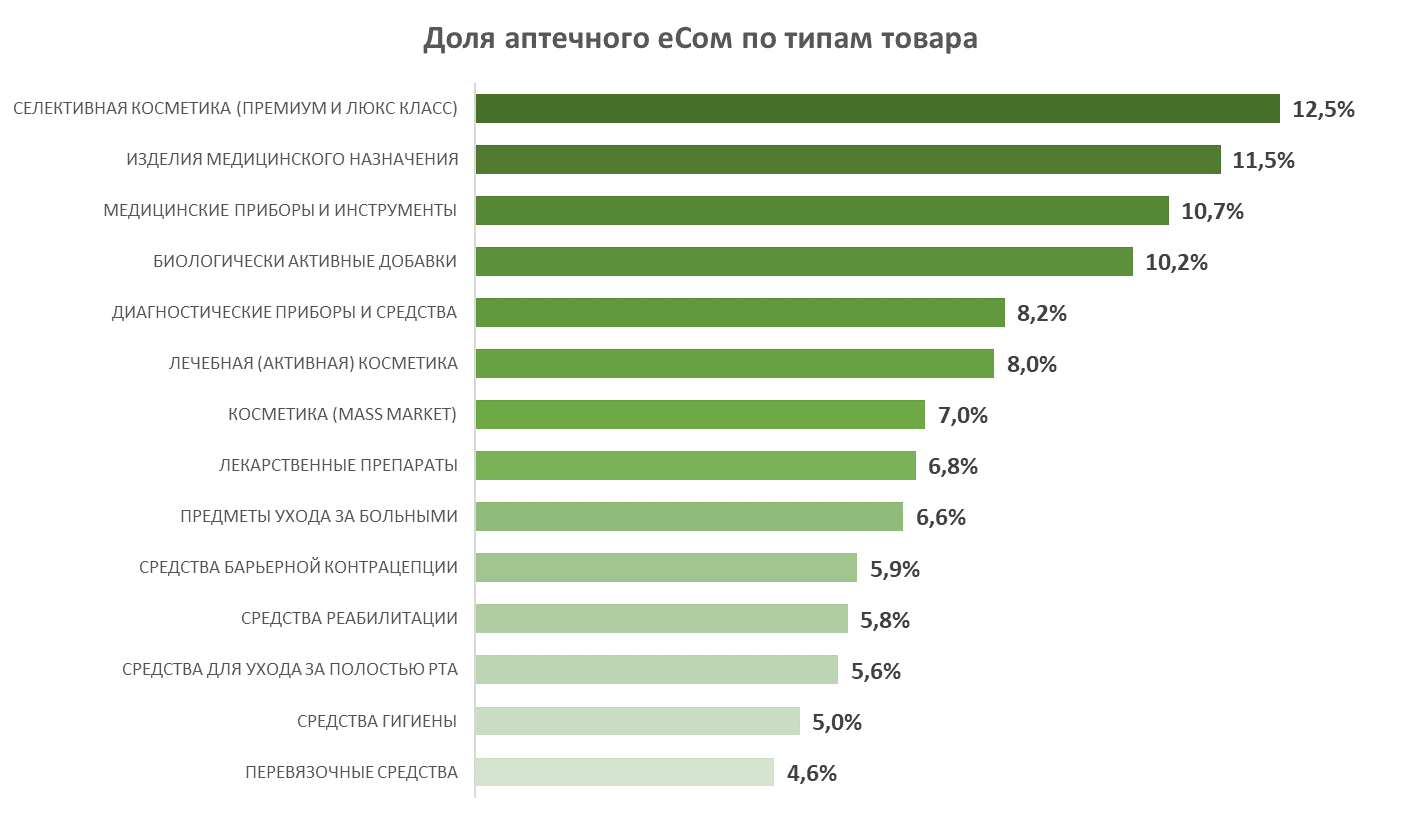 Доля аптечного eCom по типам товара
СЕЛЕКТИВНАЯ КОСМЕТИКА (ПРЕМИУМ И ЛЮКС КЛАСС) 12,5%
ИЗДЕЛИЯ МЕДИЦИНСКОГО НАЗНАЧЕНИЯ 11,5%
МЕДИЦИНСКИЕ ПРИБОРЫ И ИНСТРУМЕНТЫ 10,7%
БИОЛОГИЧЕСКИ АКТИВНЫЕ ДОБАВКИ 10,2%
ДИАГНОСТИЧЕСКИЕ ПРИБОРЫ И СРЕДСТВА 8,2%
ЛЕЧЕБНАЯ (АКТИВНАЯ) КОСМЕТИКА 8,0%
КОСМЕТИКА (MASS MARKET) 7,0%
ЛЕКАРСТВЕННЫЕ ПРЕПАРАТЫ 6,8%
ПРЕДМЕТЫ УХОДА ЗА БОЛЬНЫМИ 6,6%
СРЕДСТВА БАРЬЕРНОЙ КОНТРАЦЕПЦИИ 5,9%
СРЕДСТВА РЕАБИЛИТАЦИИ 5,8%
СРЕДСТВА ДЛЯ УХОДА ЗА ПОЛОСТЬЮ РТА 5,6%
СРЕДСТВА ГИГИЕНЫ 5,0%
ПЕРЕВЯЗОЧНЫЕ СРЕДСТВА 4,6%